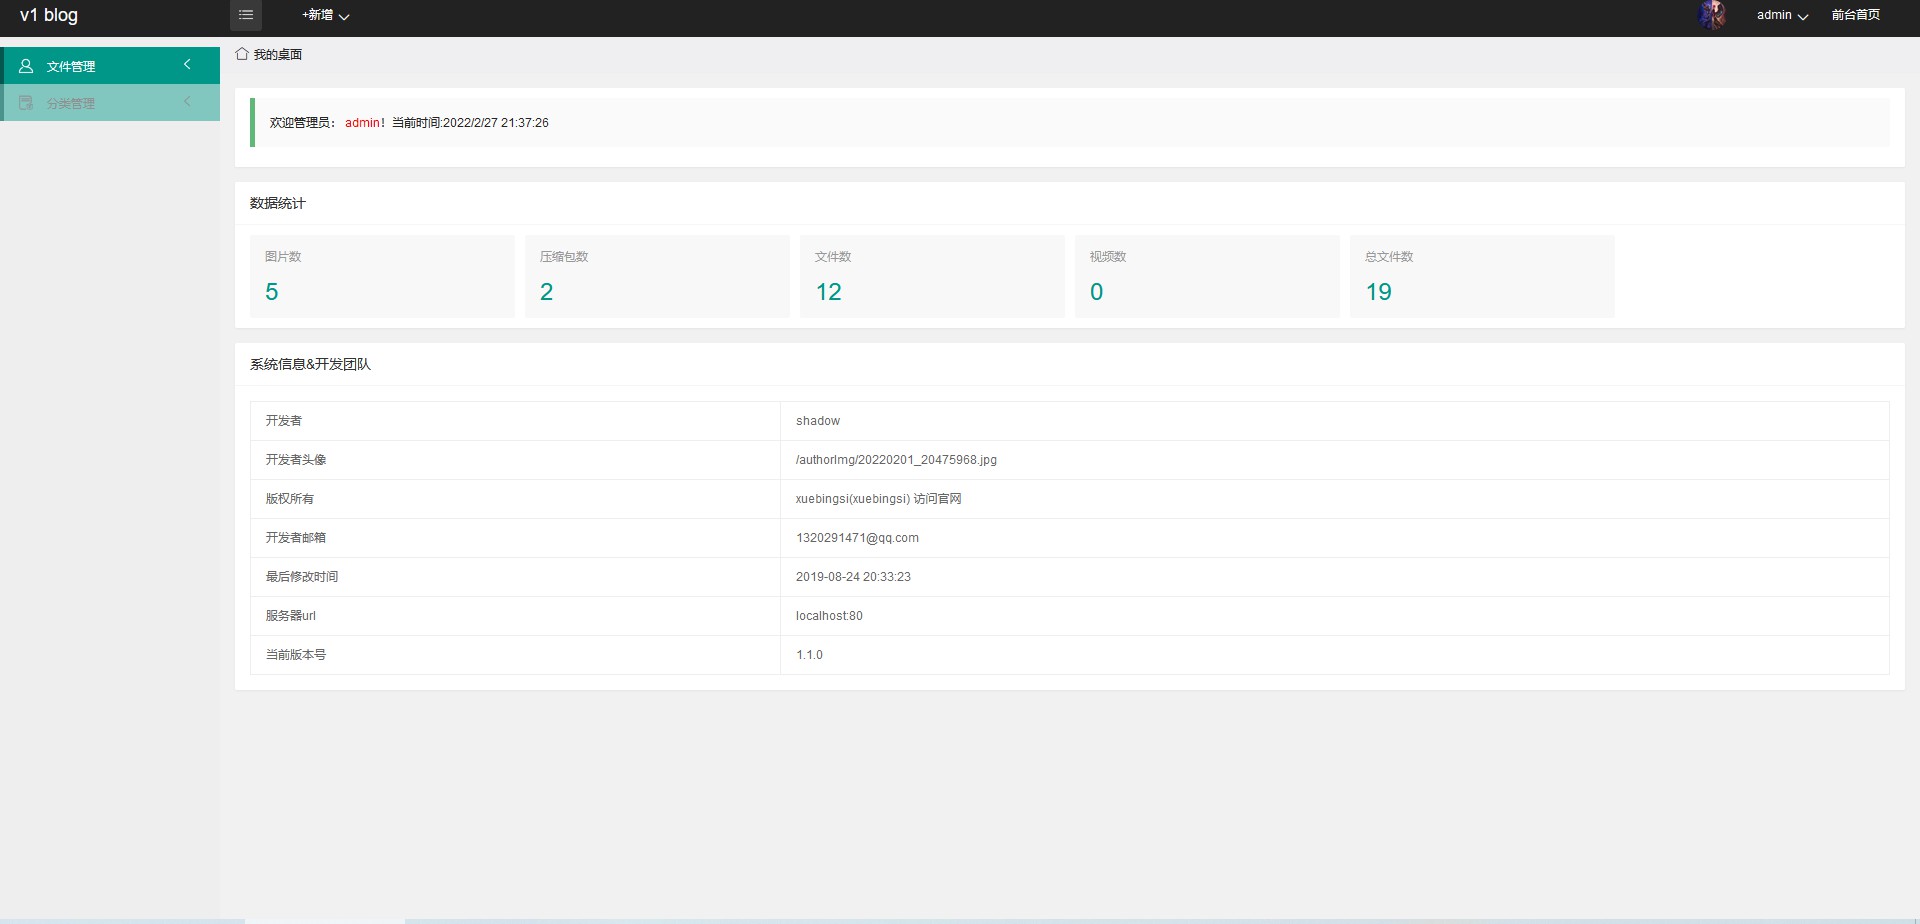 v1 blog
+新增
admin
前台首页
文件管理
分类管理
我的桌面
欢迎管理员： admin！当前时间:2022/2/27 21:37:26
数据统计
图片数
5
压缩包数
2
文件数
12
视频数
0
总文件数
19
系统信息&开发团队
开发者 shadow
开发者头像 /authorImg/20220201_20475968.jpg
版权所有 xuebingsi(xuebingsi) 访问官网
开发者邮箱 1320291471@qq.com
最后修改时间 2019-08-24 20:33:23
服务器url localhost:80
当前版本号 1.1.0